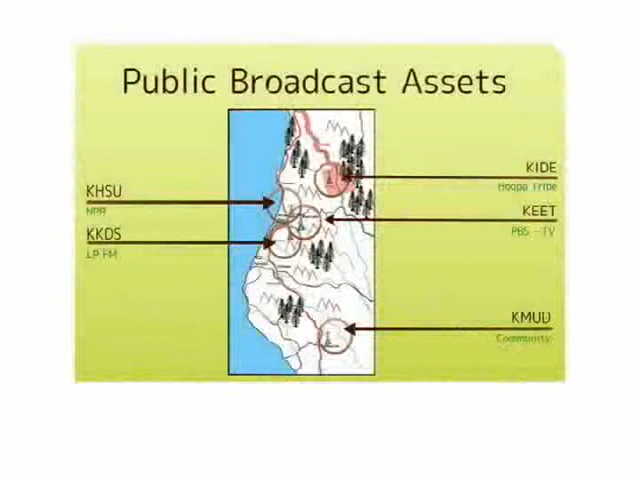 Public Broadcast Assets
KHSU
NPR
KKDS
LP FM
KIDE
Hoopa Tribe
KEET
PBS - TV
KMUD
Community